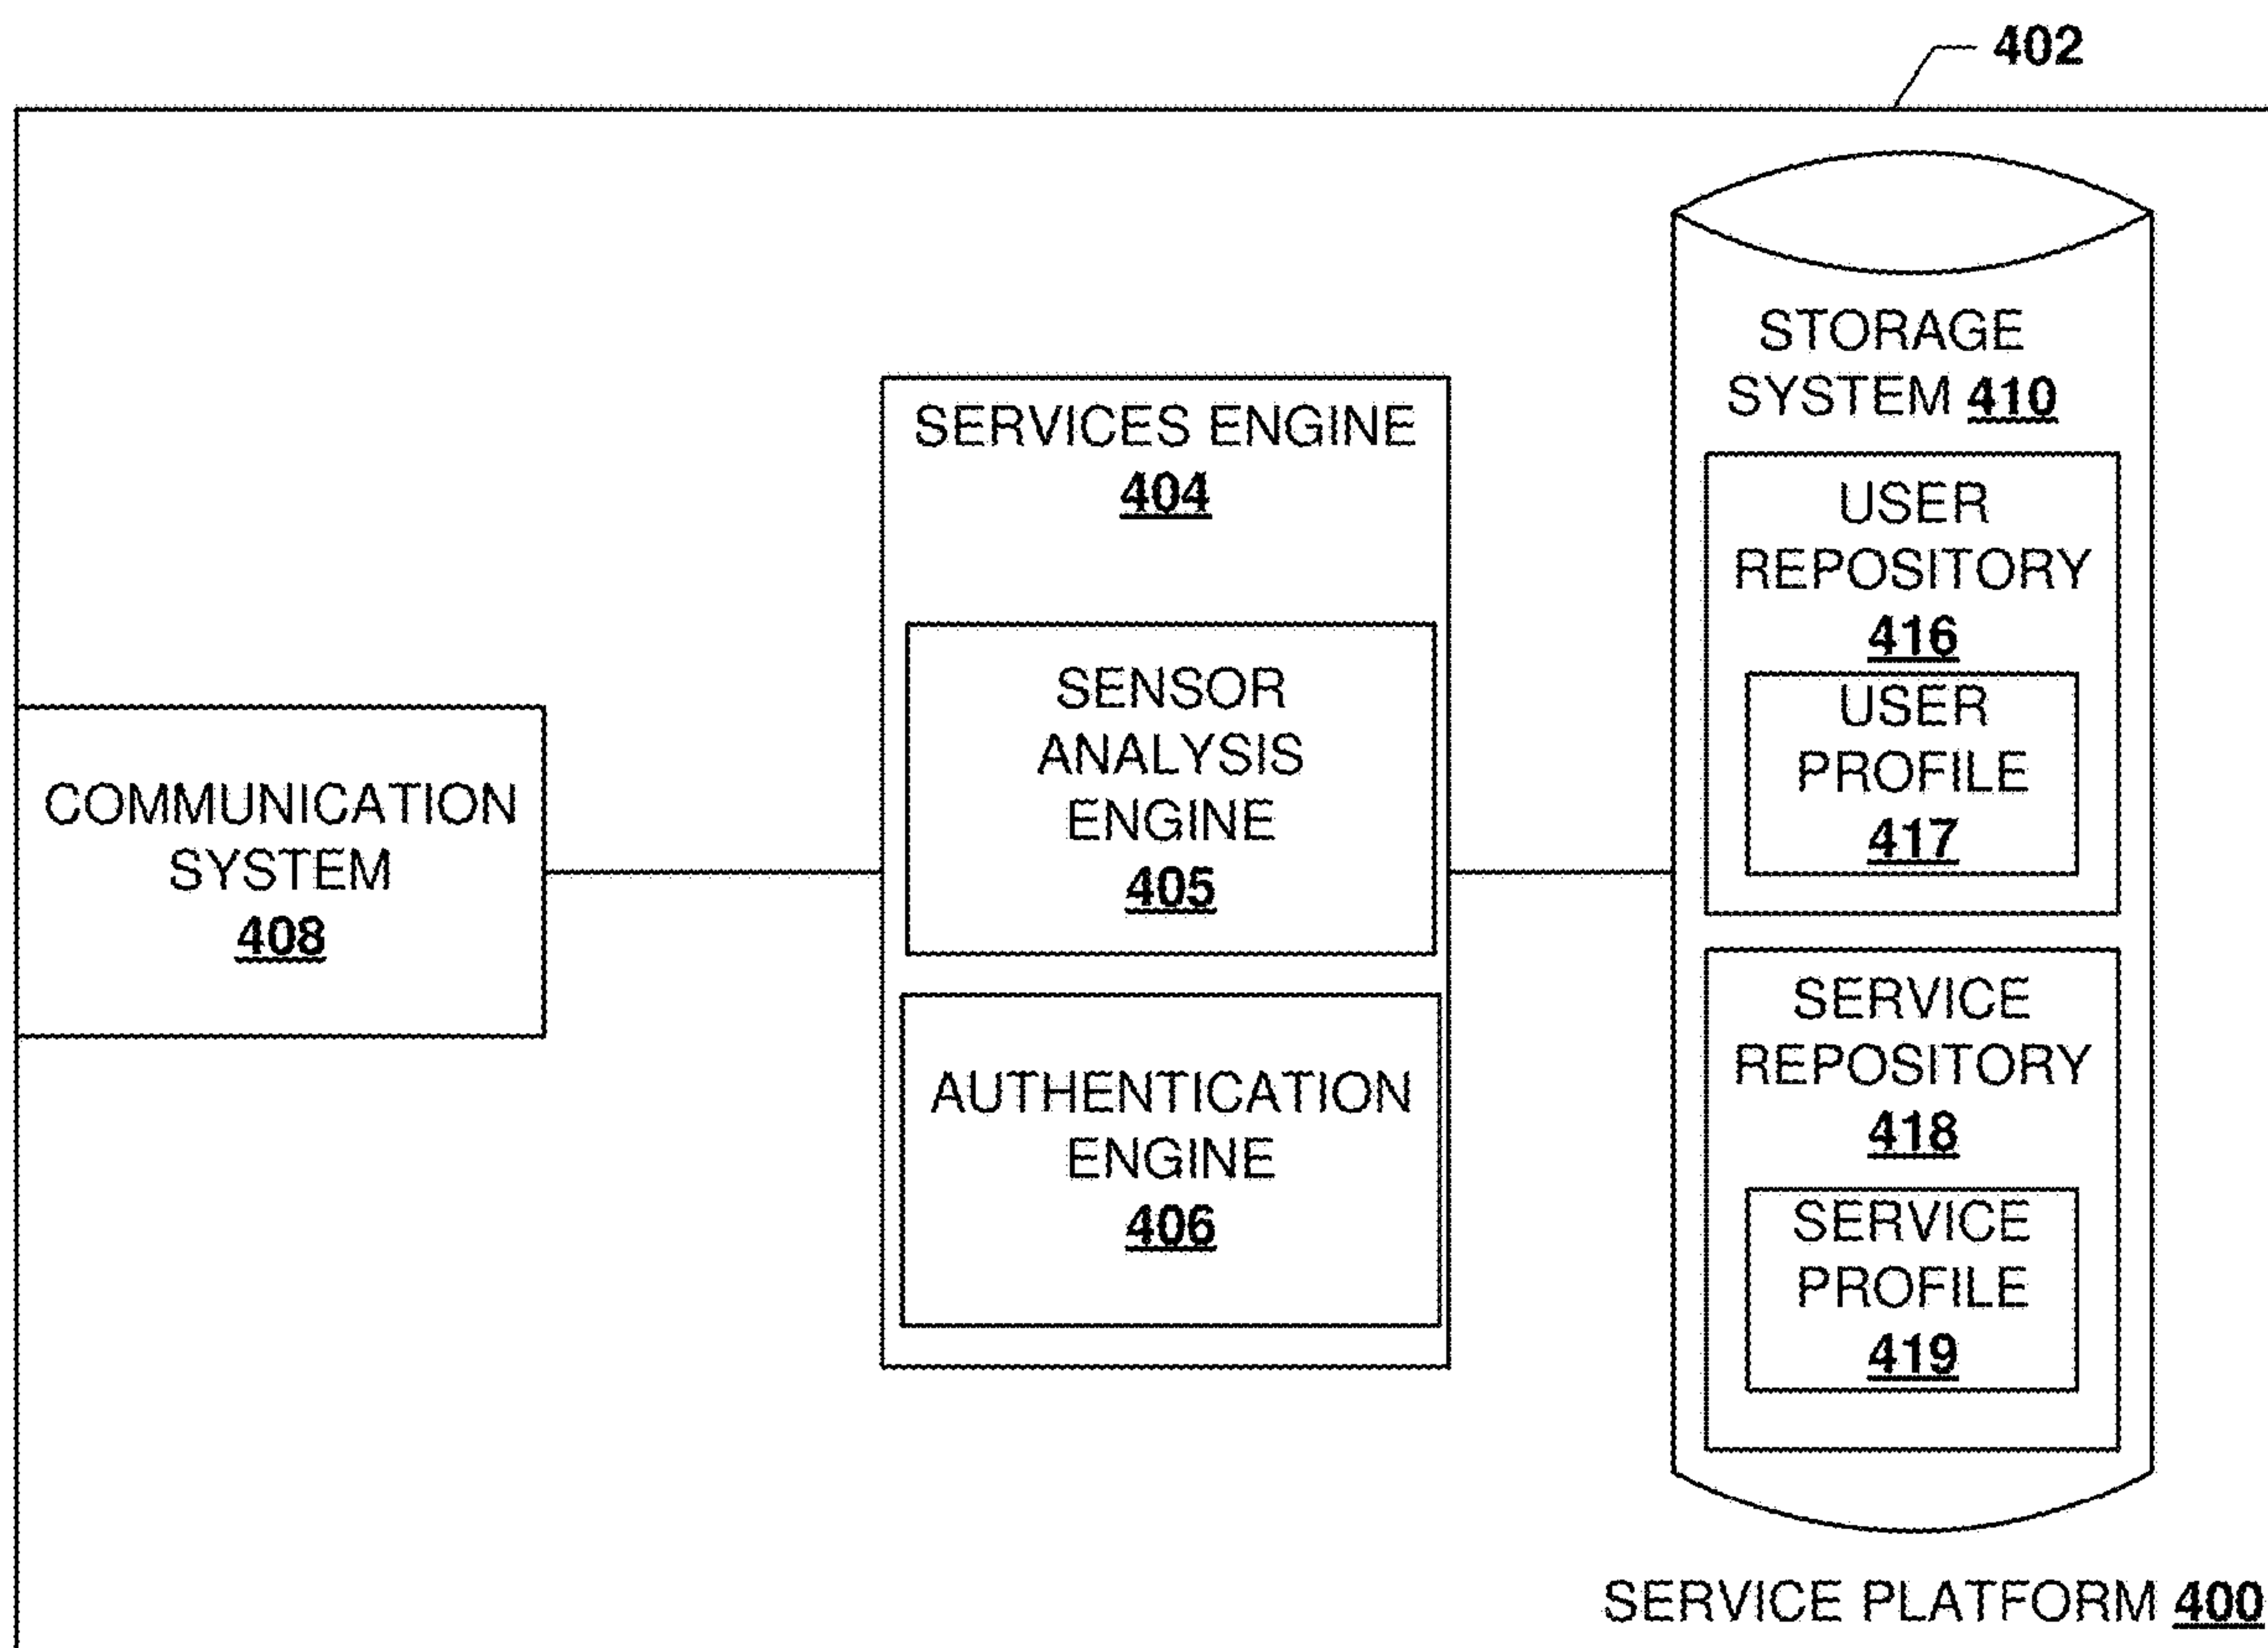 402
COMMUNICATION
SYSTEM
408
SERVICES ENGINE
404
SENSOR
ANALYSIS
ENGINE
405
AUTHENTICATION
ENGINE
406
STORAGE
SYSTEM 410
USER
REPOSITORY
416
USER
PROFILE
417
SERVICE
REPOSITORY
418
SERVICE
PROFILE
419
SERVICE PLATFORM 400